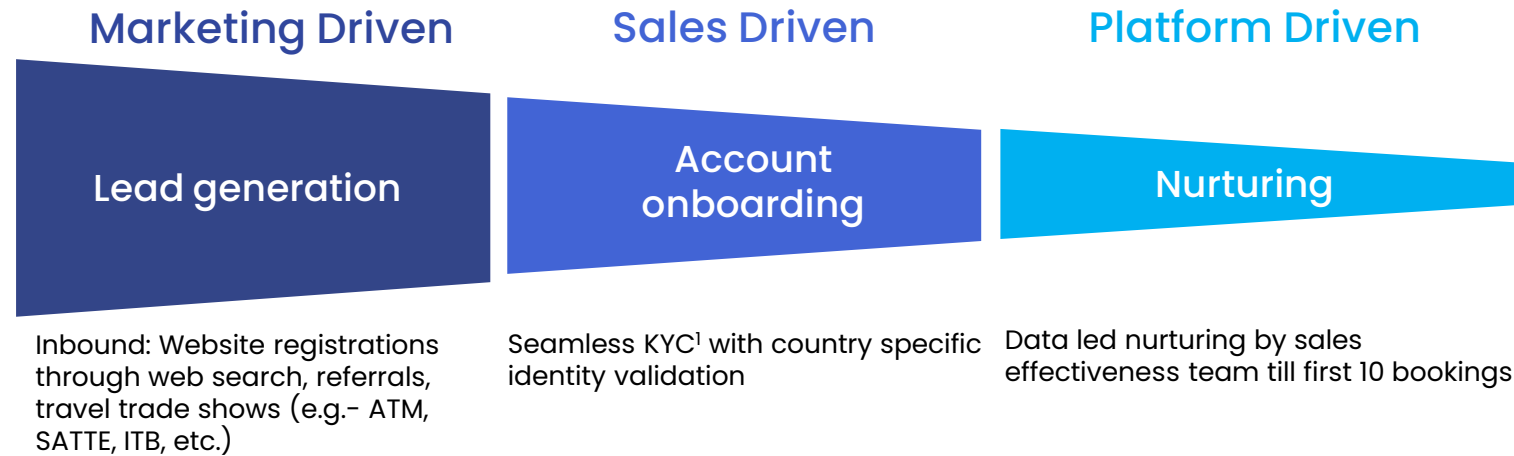 Marketing Driven
Sales Driven
Platform Driven
Lead generation
Account
onboarding
Nurturing
Inbound: Website registrations
through web search, referrals,
travel trade shows (e.g.- ATM,
SATTE, ITB, etc.)
Seamless KYC¹ with country specific
identity validation
Data led nurturing by sales
effectiveness team till first 10 bookings